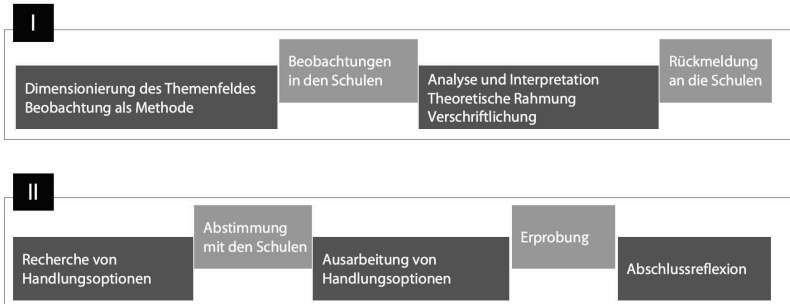 I
Dimensionierung des Themenfeldes
Beobachtung als Methode
Beobachtungen
in den Schulen
Analyse und Interpretation
Theoretische Rahmung
Verschriftlichung
Rückmeldung
an die Schulen
II
Recherche von
Handlungsoptionen
Abstimmung
mit den Schulen
Ausarbeitung von
Handlungsoptionen
Erprobung
Abschlussreflexion